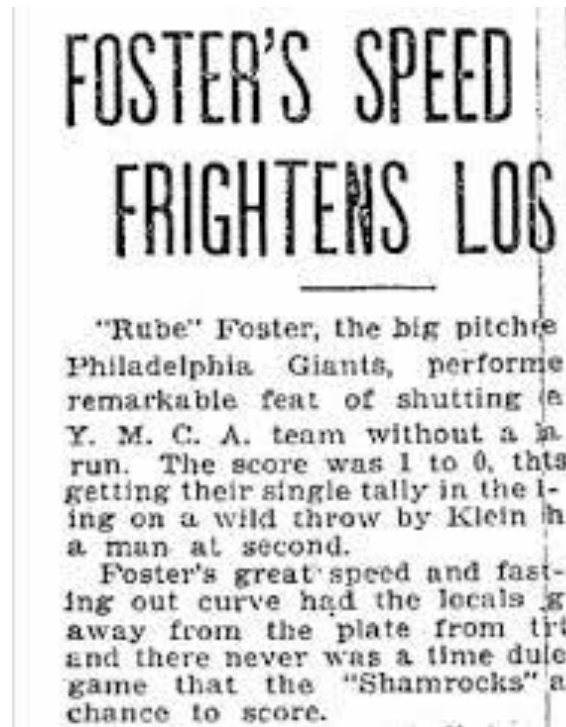 FOSTER'S SPEED
FRIGHTENS LOS
"Rube" Foster, the big pitch
Philadelphia Giants, performe
remarkable feat of shutting
Y. M. C. A. team without a
run. The score was 1 to 0,
getting their single tally in the
ing on a wild throw by Klein
a man at second.
Foster's great speed and fast-
ing out curve had the locals
away from the plate from
and there never was a time
game that the "Shamrocks"
chance to score.